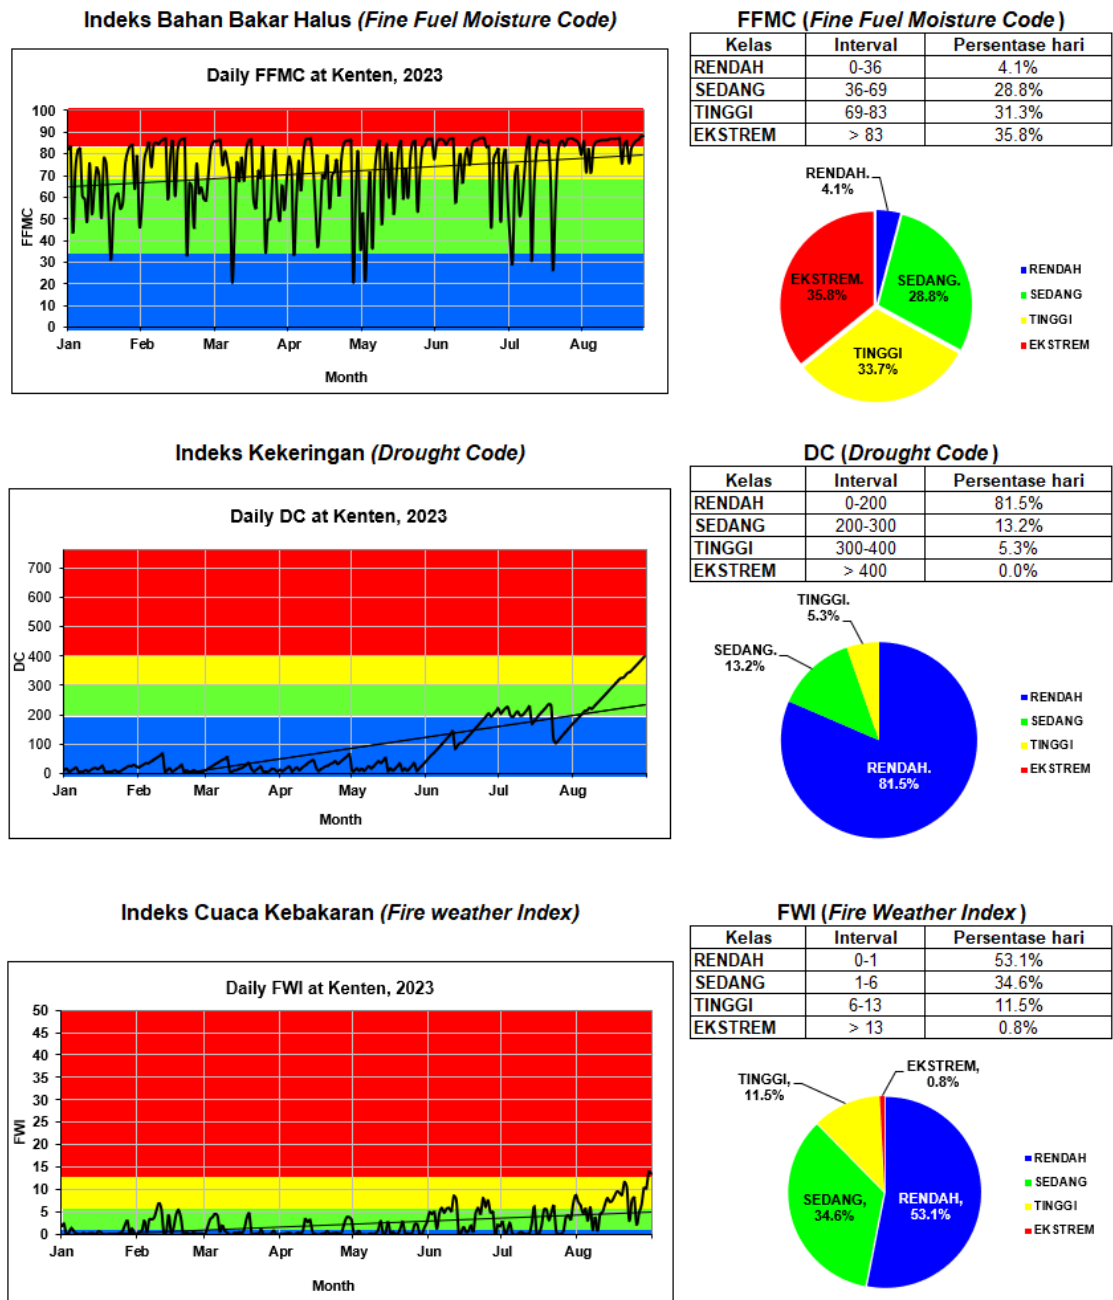 Indeks Bahan Bakar Halus (Fine Fuel Moisture Code)
Daily FFMC at Kenten, 2023
100
90
80
70
60
50
40
30
20
10
0
FFMC
Jan Feb Mar Apr May Jun Jul Aug
Month
FFMC (Fine Fuel Moisture Code)
Kelas Interval Persentase hari
RENDAH 0-36 4.1%
SEDANG 36-69 28.8%
TINGGI 69-83 31.3%
EKSTREM > 83 35.8%
RENDAH.
4.1%
EKSTREM.
35.8%
SEDANG.
28.8%
TINGGI
33.7%
RENDAH
SEDANG
TINGGI
EKSTREM
Indeks Kekeringan (Drought Code)
Daily DC at Kenten, 2023
700
600
500
400
300
200
100
0
DC
Jan Feb Mar Apr May Jun Jul Aug
Month
DC (Drought Code)
Kelas Interval Persentase hari
RENDAH 0-200 81.5%
SEDANG 200-300 13.2%
TINGGI 300-400 5.3%
EKSTREM > 400 0.0%
TINGGI.
5.3%
SEDANG.
13.2%
RENDAH.
81.5%
RENDAH
SEDANG
TINGGI
EKSTREM
Indeks Cuaca Kebakaran (Fire weather Index)
Daily FWI at Kenten, 2023
50
45
40
35
30
25
20
15
10
5
0
FWI
Jan Feb Mar Apr May Jun Jul Aug
Month
FWI (Fire Weather Index)
Kelas Interval Persentase hari
RENDAH 0-1 53.1%
SEDANG 1-6 34.6%
TINGGI 6-13 11.5%
EKSTREM > 13 0.8%
EKSTREM,
0.8%
TINGGI,
11.5%
SEDANG,
34.6%
RENDAH,
53.1%
RENDAH
SEDANG
TINGGI
EKSTREM